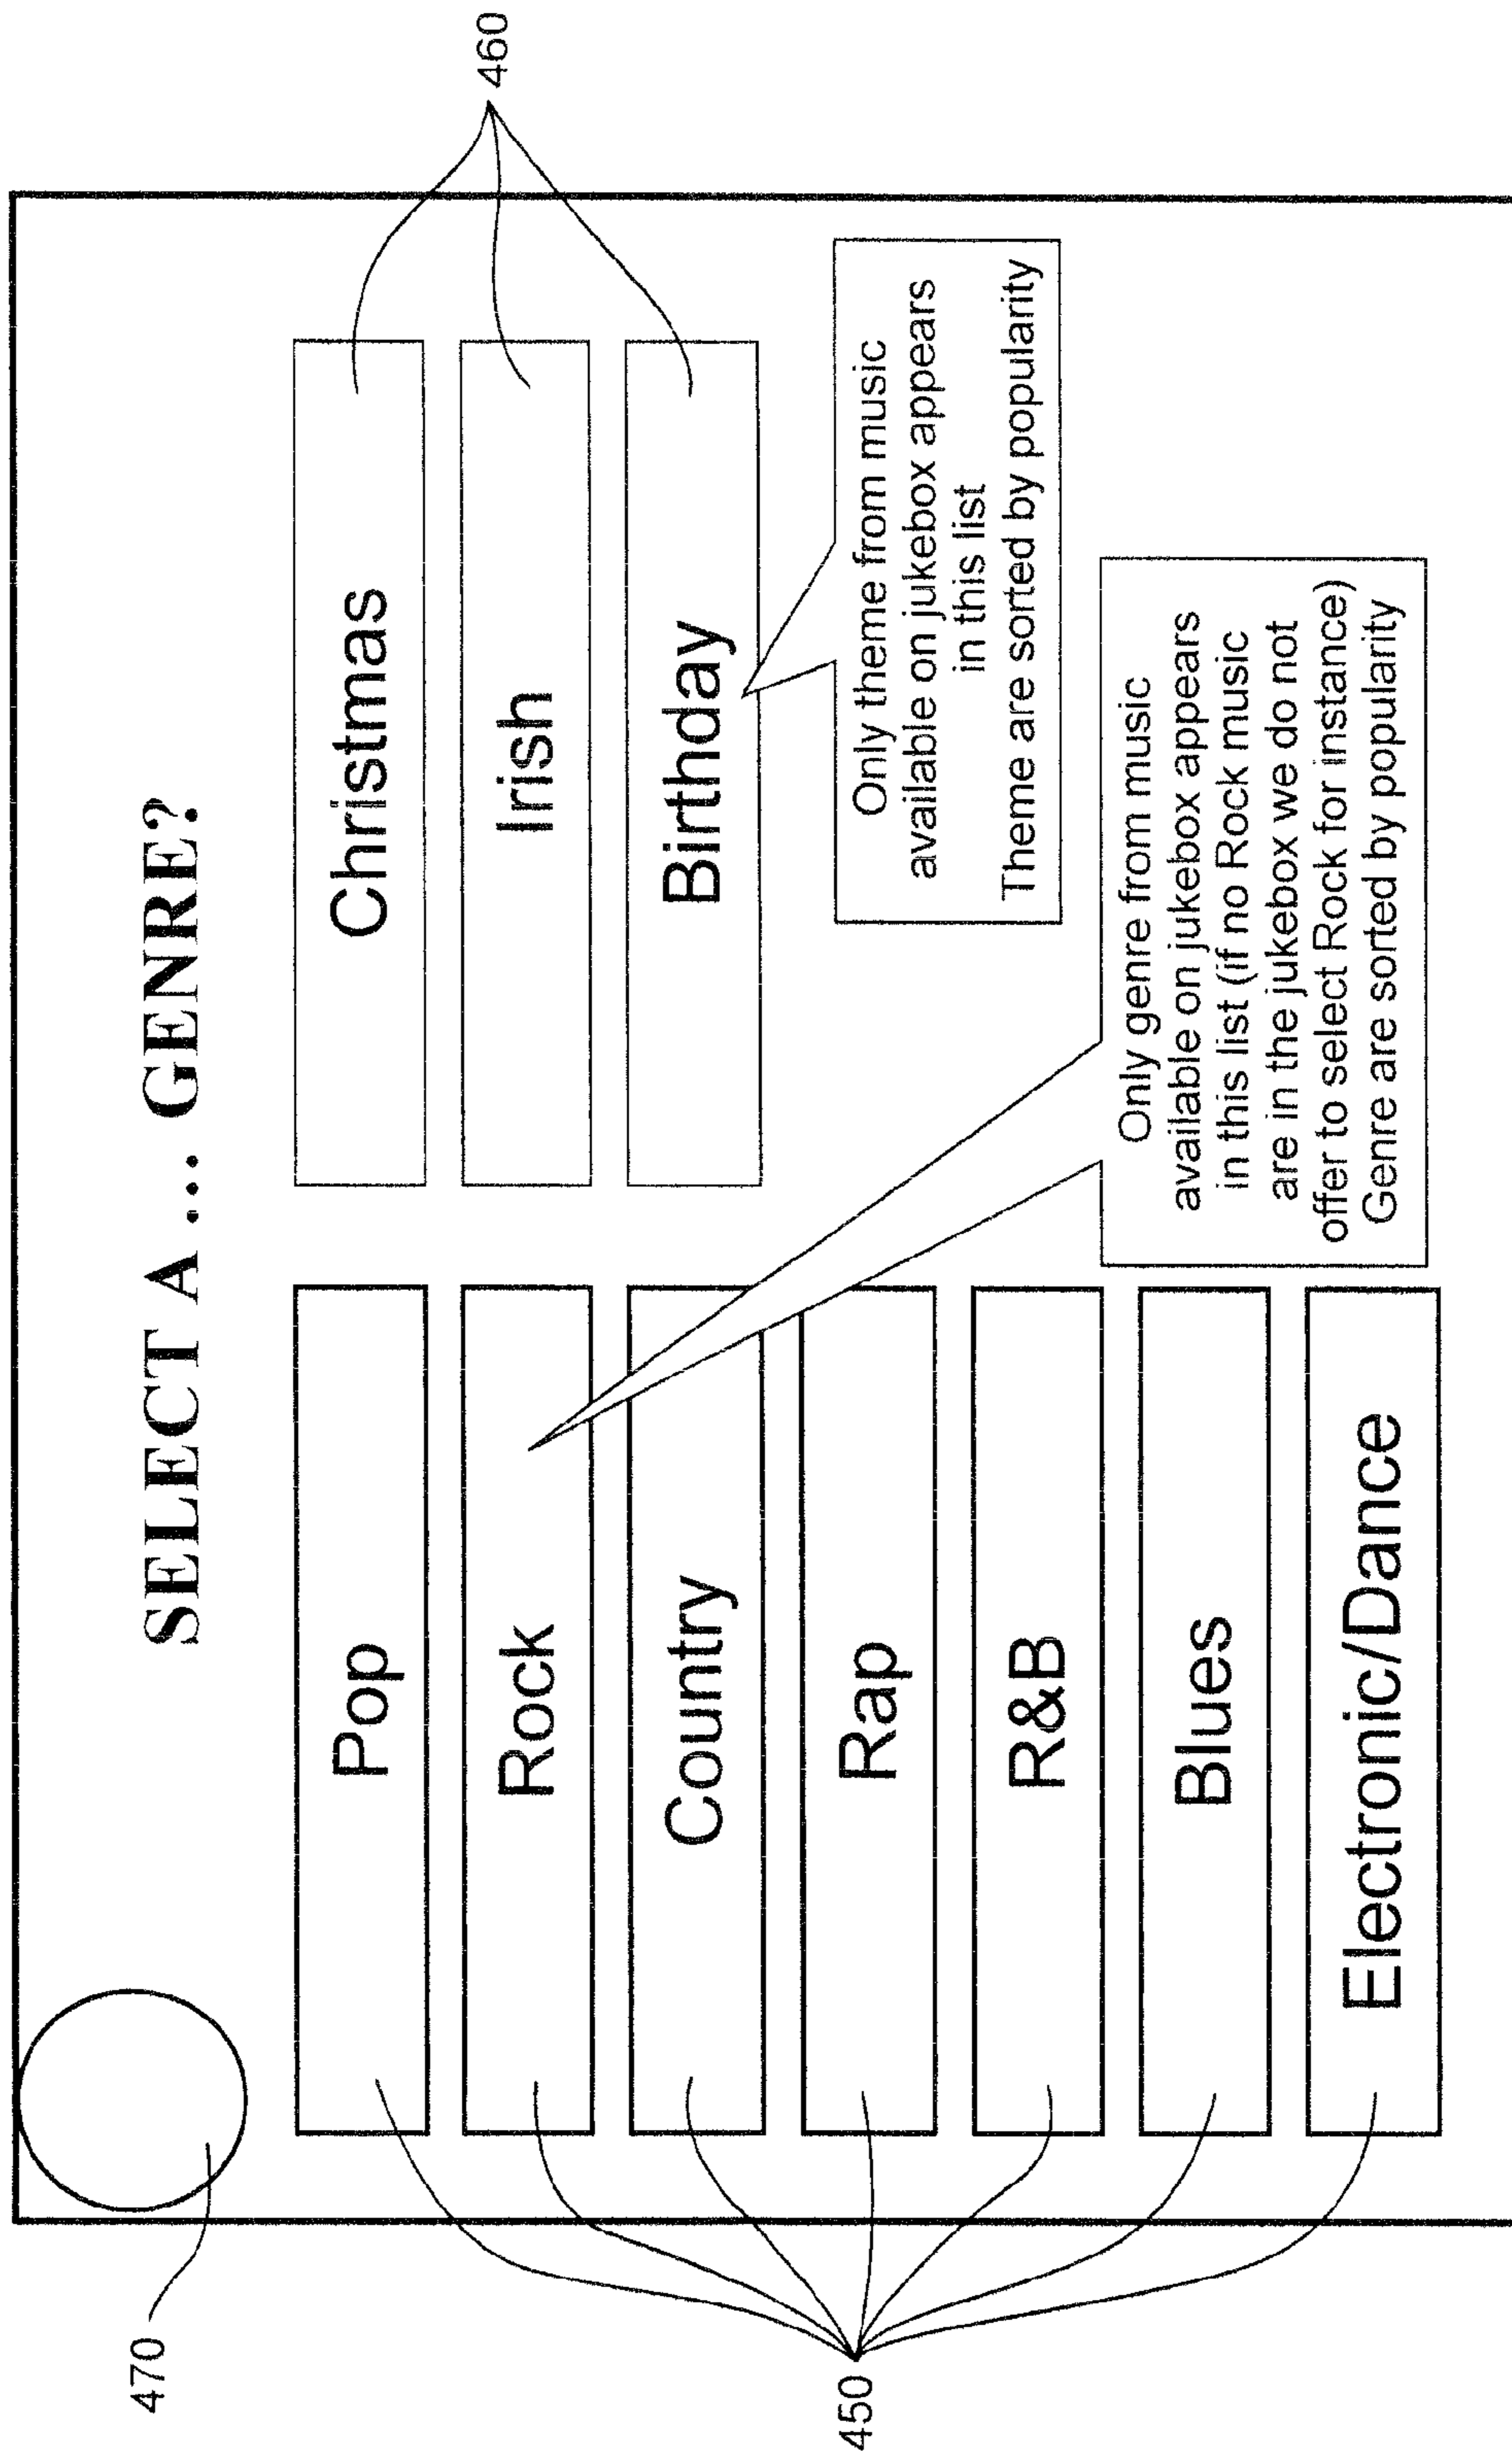 SELECT A... GENRE?
470
450
Pop
Rock
Country
Rap
R&B
Blues
Electronic/Dance
Christmas
Irish
Birthday
460
Only theme from music
available on jukebox appears
in this list
Theme are sorted by popularity
Only genre from music
available on jukebox appears
in this list (if no Rock music
are in the jukebox we do not
offer to select Rock for instance)
Genre are sorted by popularity